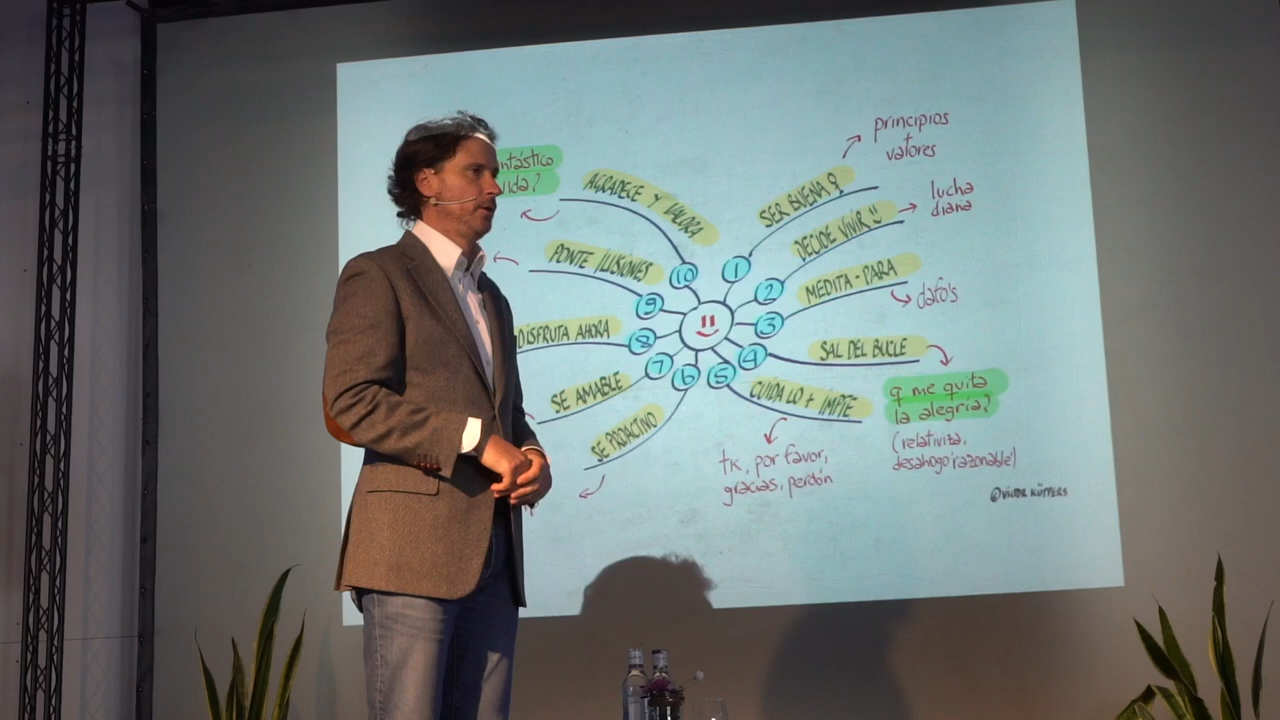 ntástico
vida?
AGRADECE Y VALORA
PONTE ILUSIONES
DISFRUTA AHORA
SE AMABLE
SE PROACTIVO
10
9
8
7
6
1
2
3
4
5
SER BUENA
principios
+
valores
DECIDE VIVIR!!
lucha
diaria
MEDITA-PARA
dafo's
SAL DEL BUCLE
q me quita
la alegría?
(relativiza,
desahogo 'razonable')
CUIDA LO + IMPTE
tk, por favor,
gracias, perdón
@VICTOR KÜPPERS